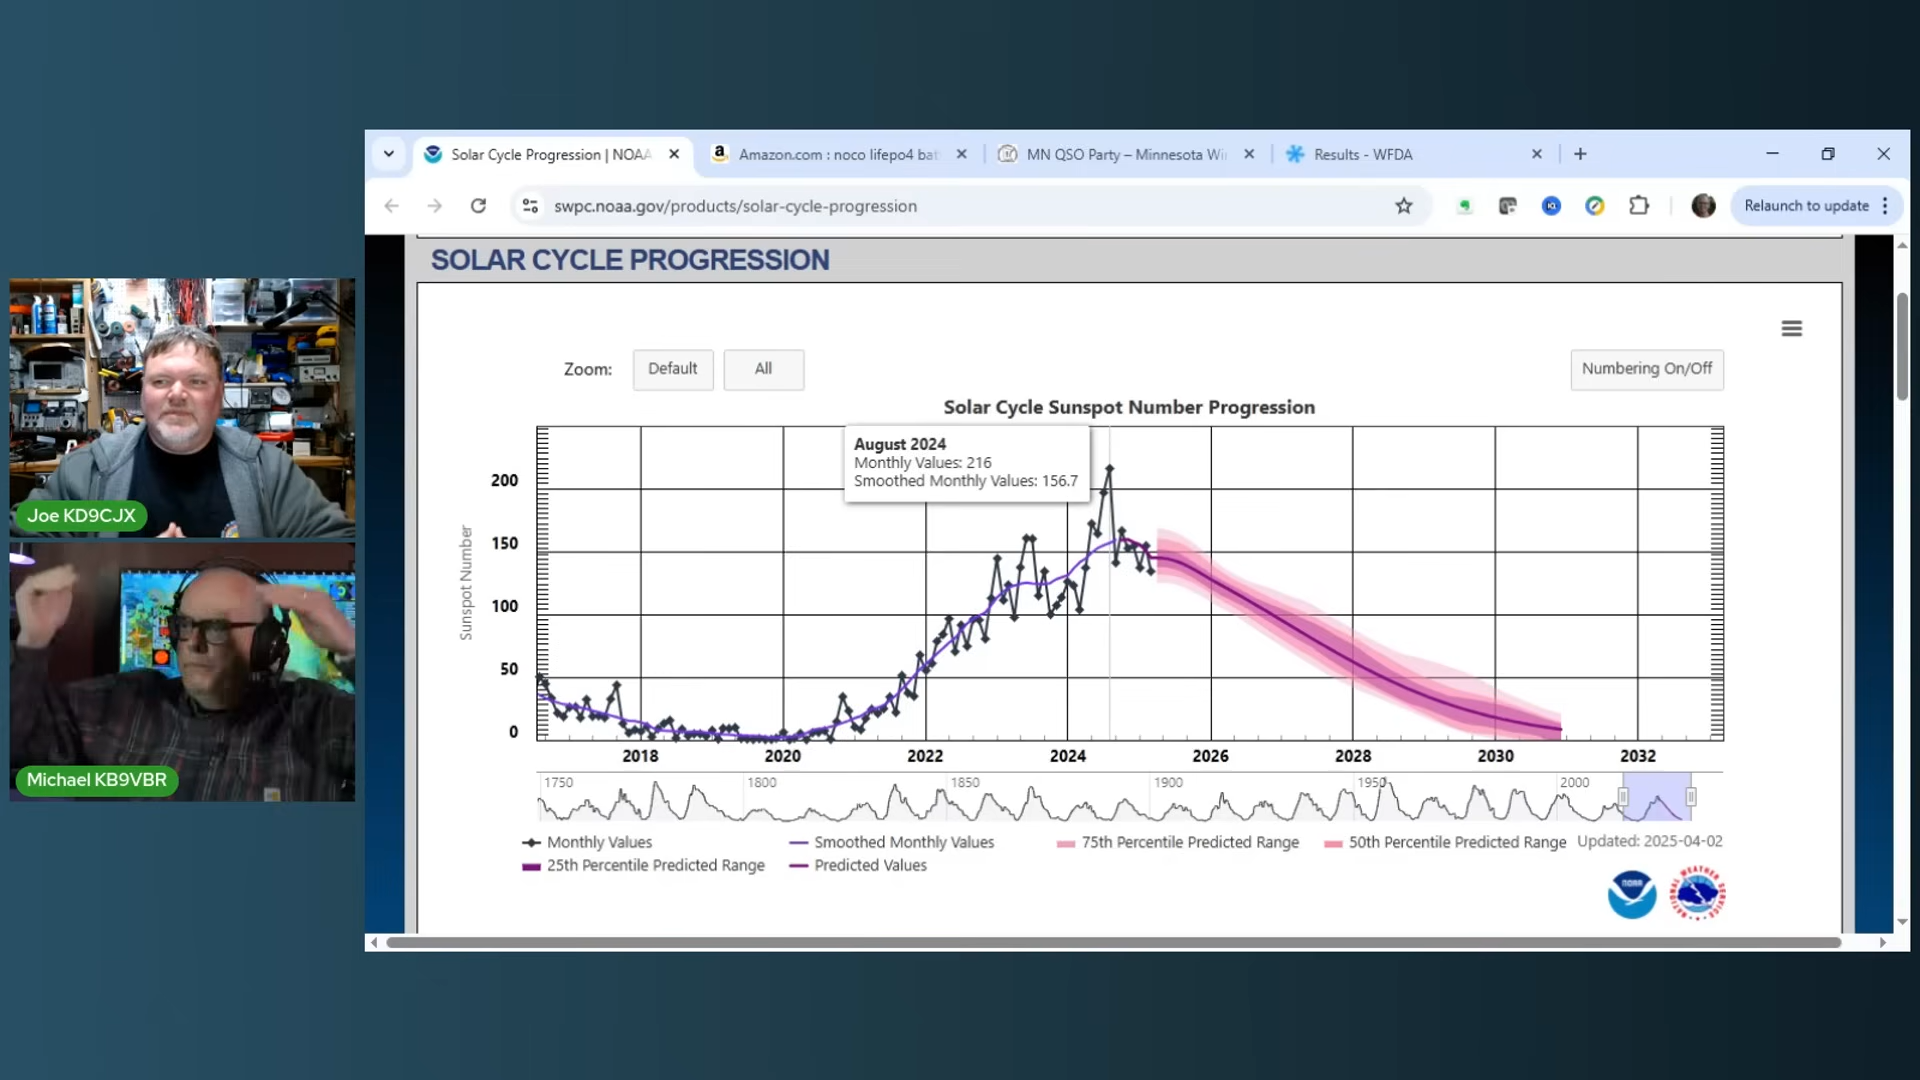 Solar Cycle Progression | NOAA
Amazon.com : noco lifepo4 bat
MN QSO Party – Minnesota Wi
Results - WFDA
swpc.noaa.gov/products/solar-cycle-progression
Relaunch to update
SOLAR CYCLE PROGRESSION
Zoom:
Default
All
Numbering On/Off
Solar Cycle Sunspot Number Progression
August 2024
Monthly Values: 216
Smoothed Monthly Values: 156.7
Sunspot Number
200
150
100
50
0
2018
2020
2022
2024
2026
2028
2030
2032
1750
1800
1850
1900
1950
2000
Monthly Values
Smoothed Monthly Values
75th Percentile Predicted Range
50th Percentile Predicted Range
Updated: 2025-04-02
25th Percentile Predicted Range
Predicted Values
NOAA
NATIONAL WEATHER SERVICE
Joe KD9CJX
Michael KB9VBR